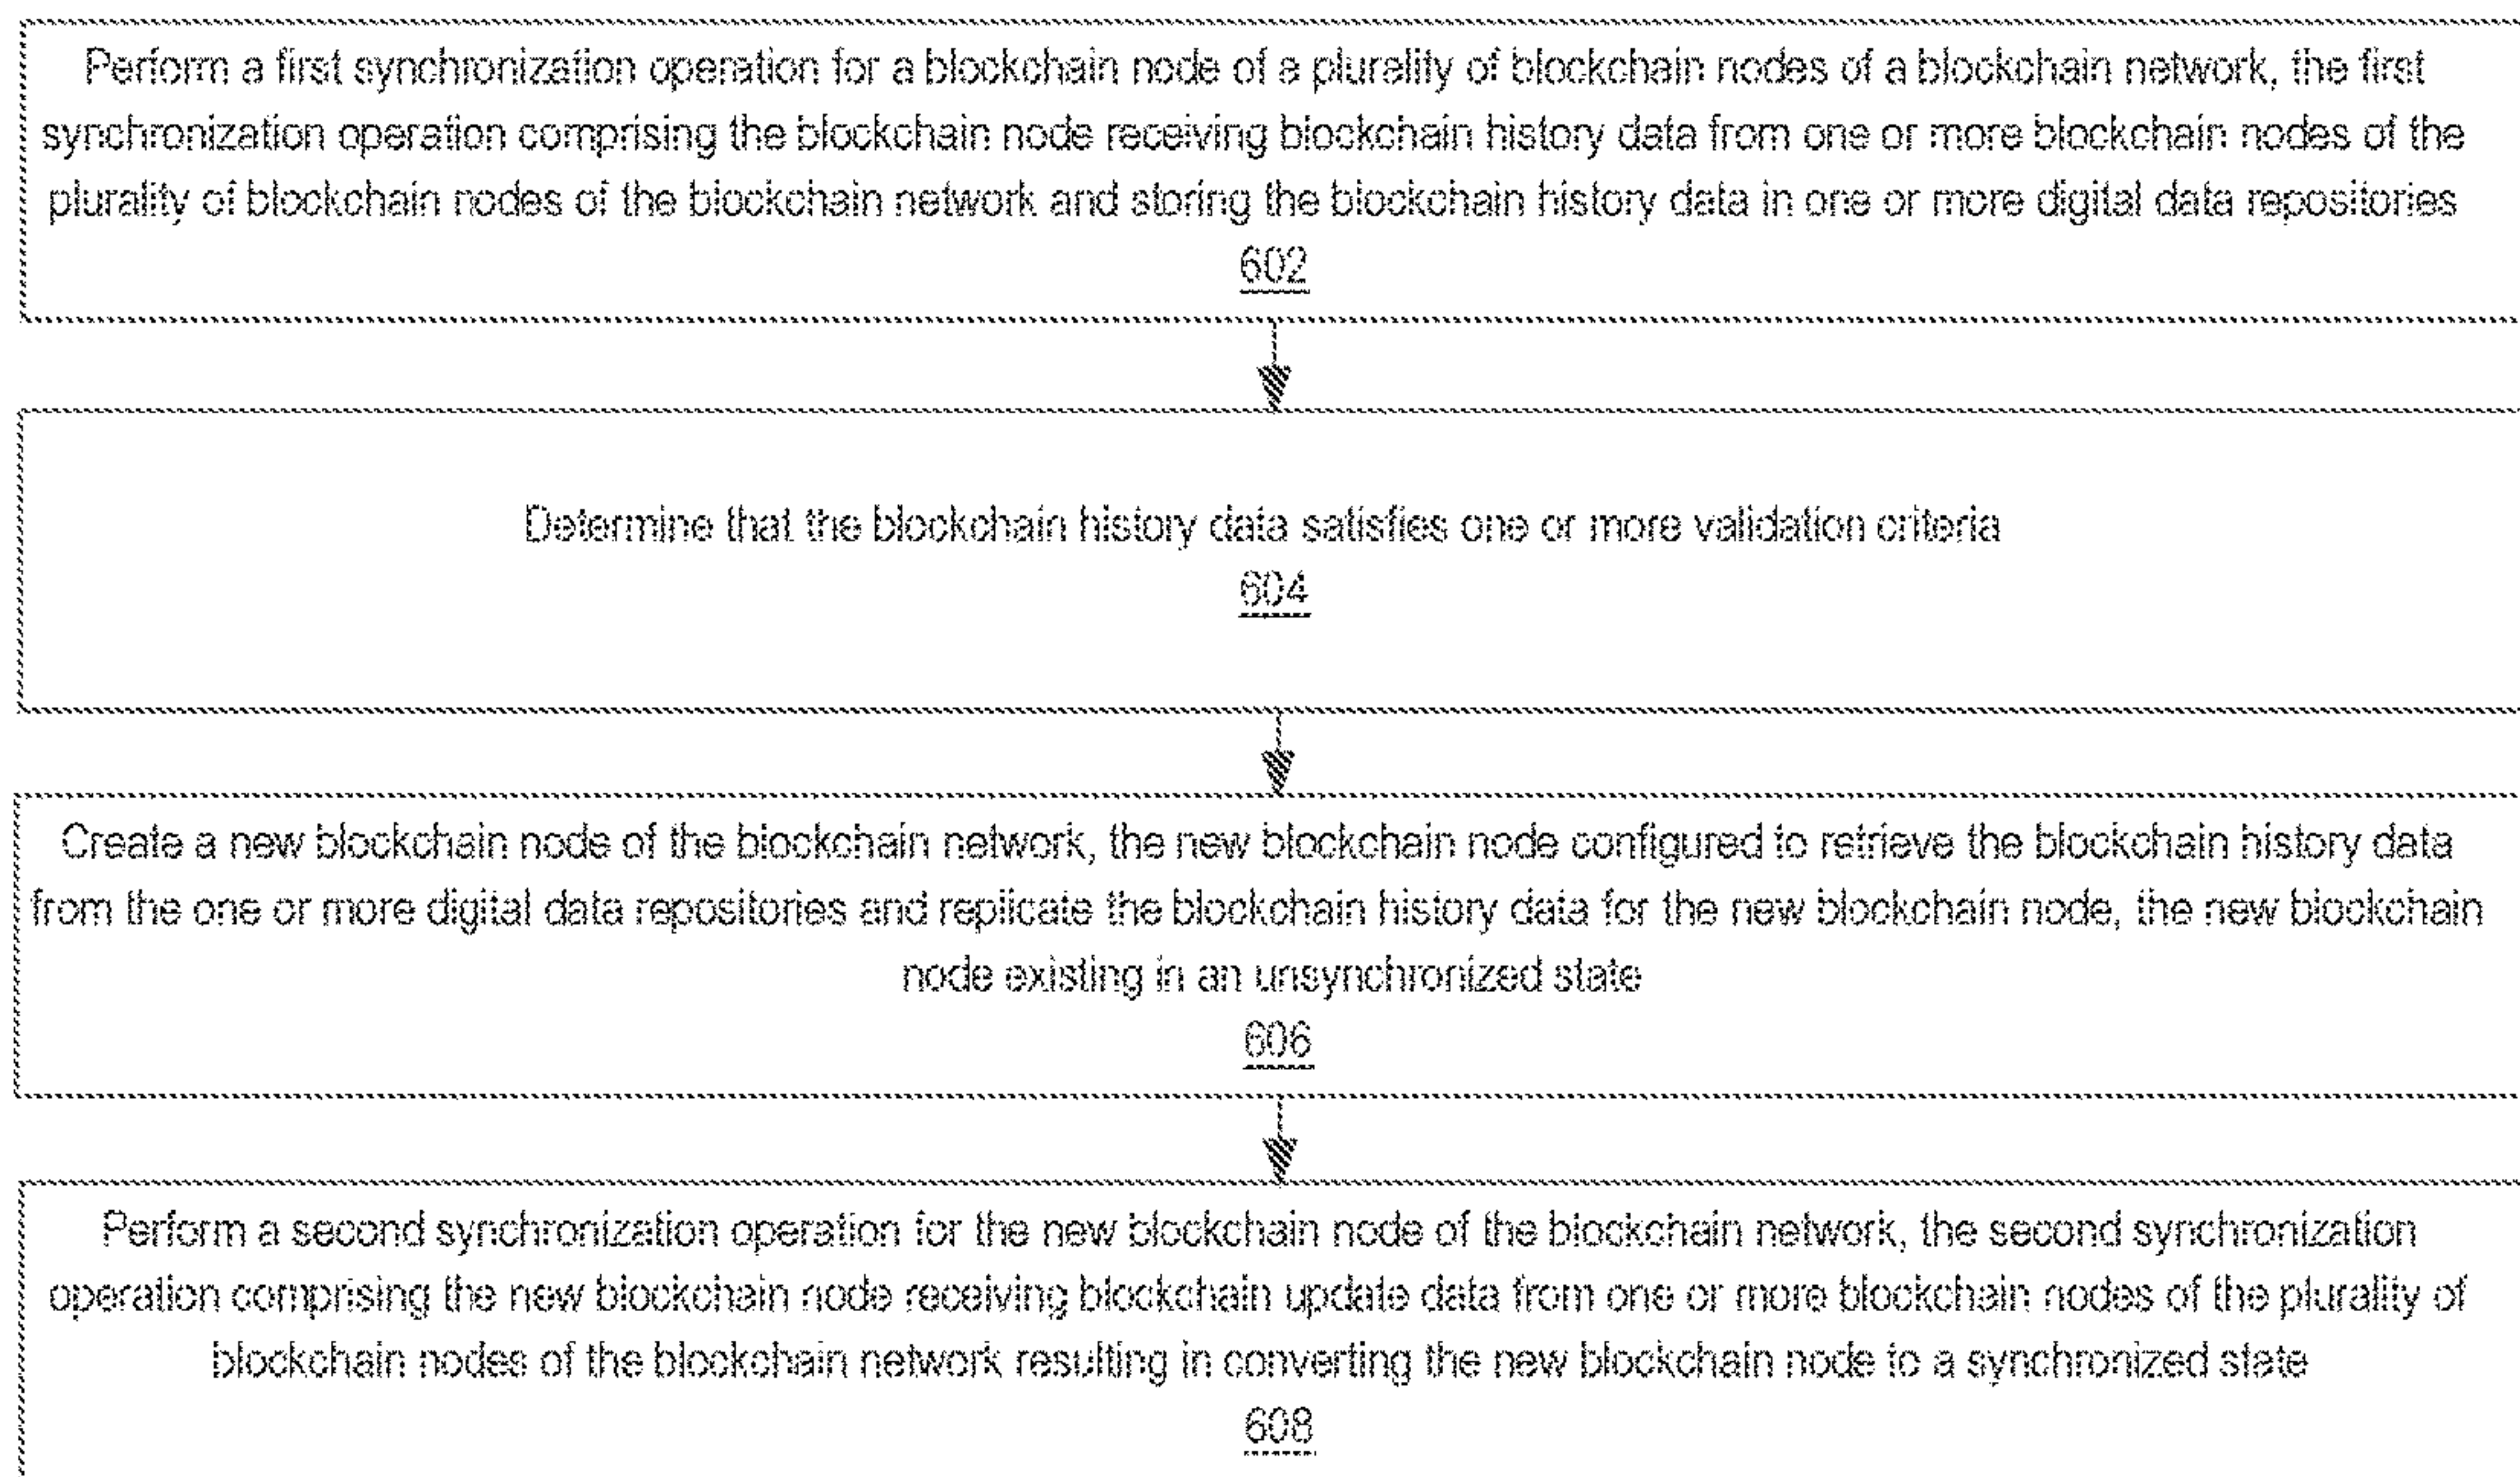 Perform a first synchronization operation for a blockchain node of a plurality of blockchain nodes of a blockchain network, the first
synchronization operation comprising the blockchain node receiving blockchain history data from one or more blockchain nodes of the
plurality of blockchain nodes of the blockchain network and storing the blockchain history data in one or more digital data repositories
602
Determine that the blockchain history data satisfies one or more validation criteria
604
Create a new blockchain node of the blockchain network, the new blockchain node configured to retrieve the blockchain history data
from the one or more digital data repositories and replicate the blockchain history data for the new blockchain node, the new blockchain
node existing in an unsynchronized state
606
Perform a second synchronization operation for the new blockchain node of the blockchain network, the second synchronization
operation comprising the new blockchain node receiving blockchain update data from one or more blockchain nodes of the plurality of
blockchain nodes of the blockchain network resulting in converting the new blockchain node to a synchronized state
608